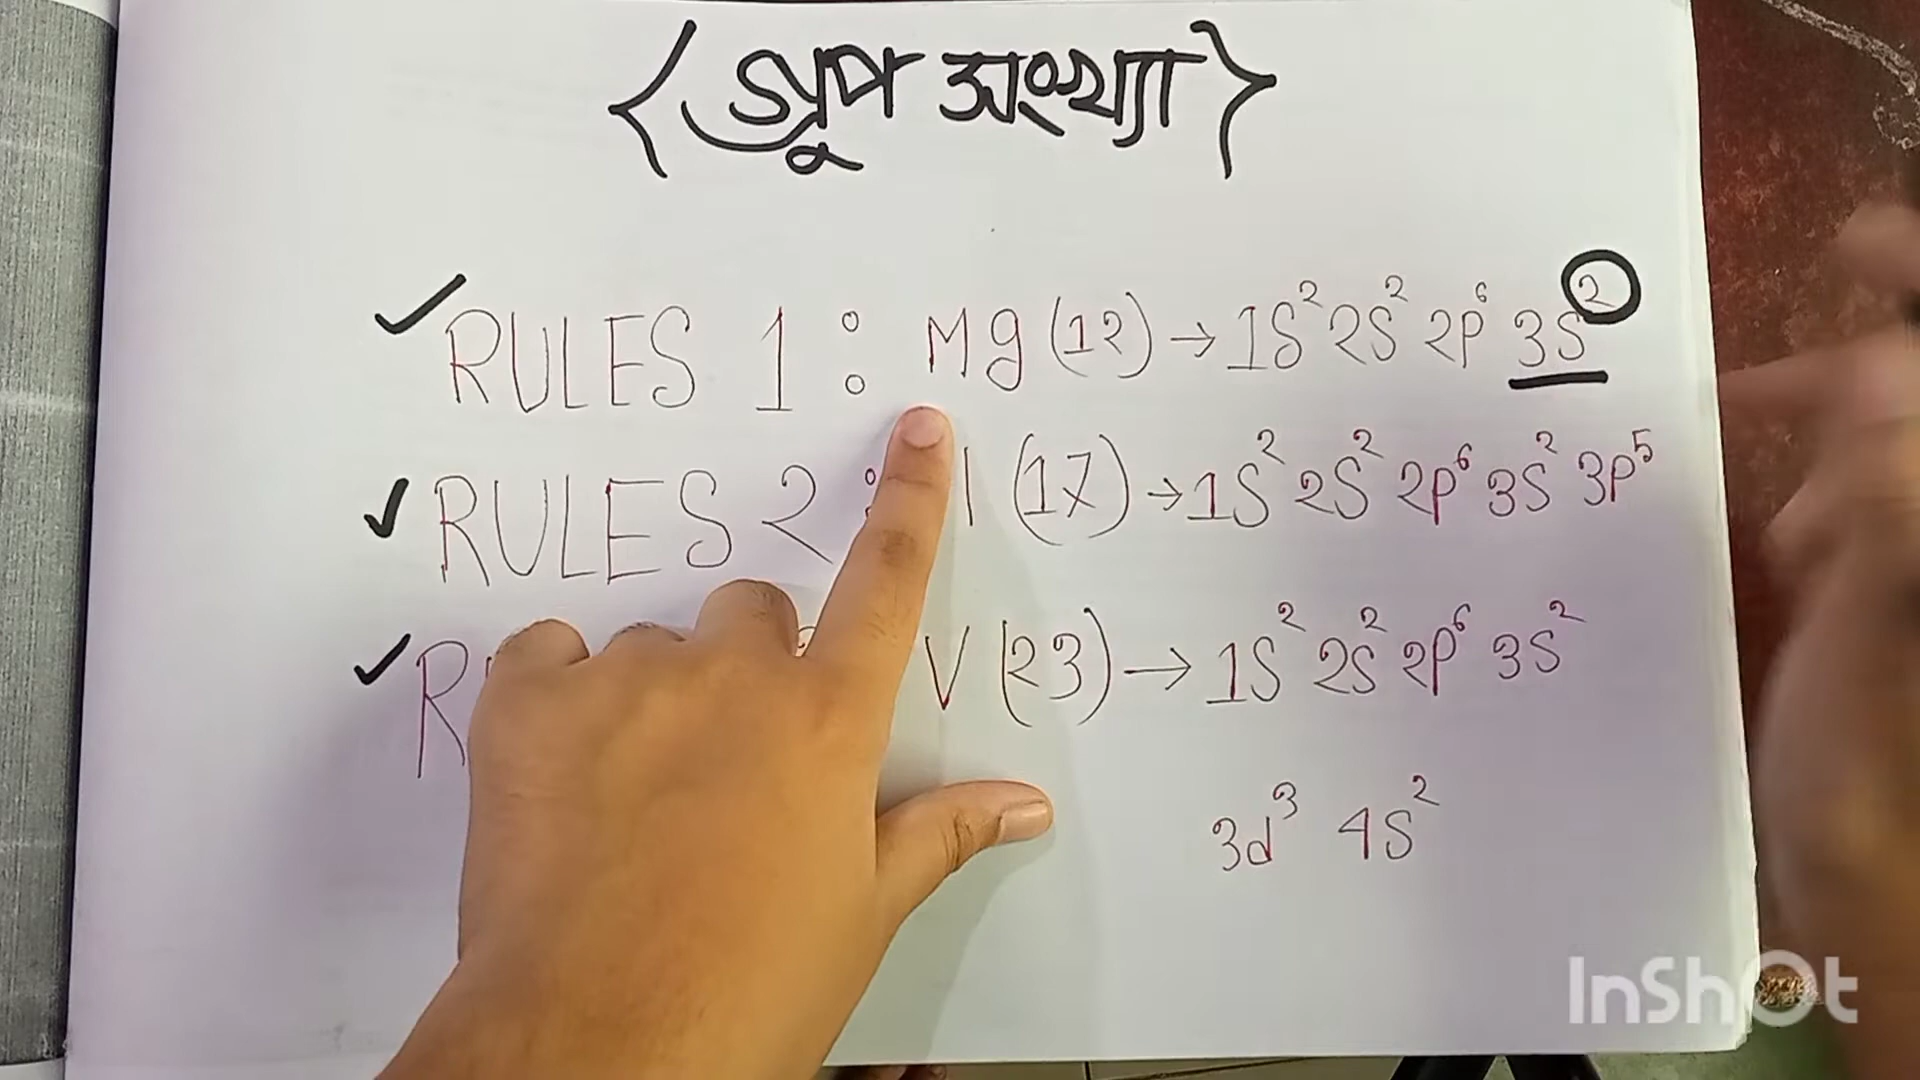 গ্রুপ সংখ্যা
RULES 1 : Mg (12) → 1S² 2S² 2P⁶ 3S²
RULES 2 : l (17) → 1S² 2S² 2P⁶ 3S² 3P⁵
R V (23) → 1S² 2S² 2P⁶ 3S²
3d³ 4S²
InShOt